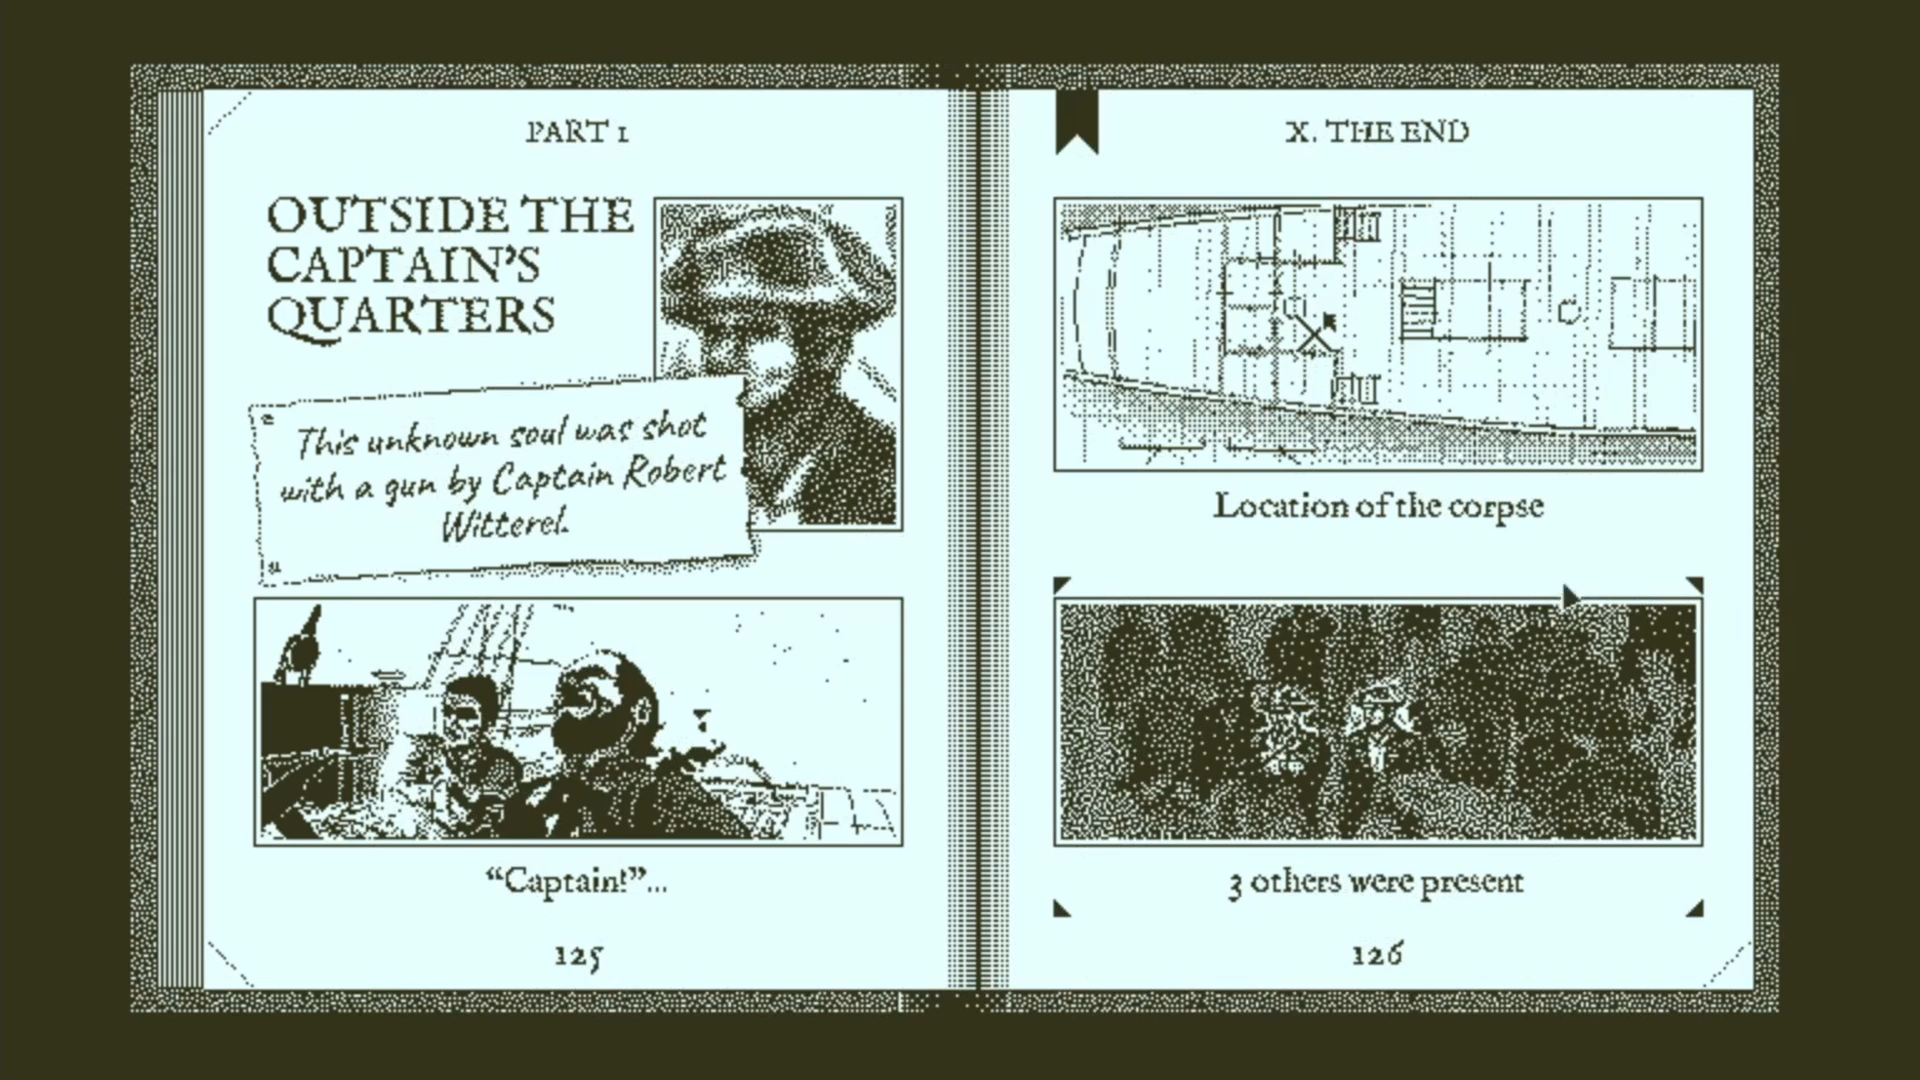 PART 1
OUTSIDE THE
CAPTAIN'S
QUARTERS
This unknown soul was shot
with a gun by Captain Robert
Witterel.
"Captain!"...
125
X. THE END
Location of the corpse
3 others were present
126